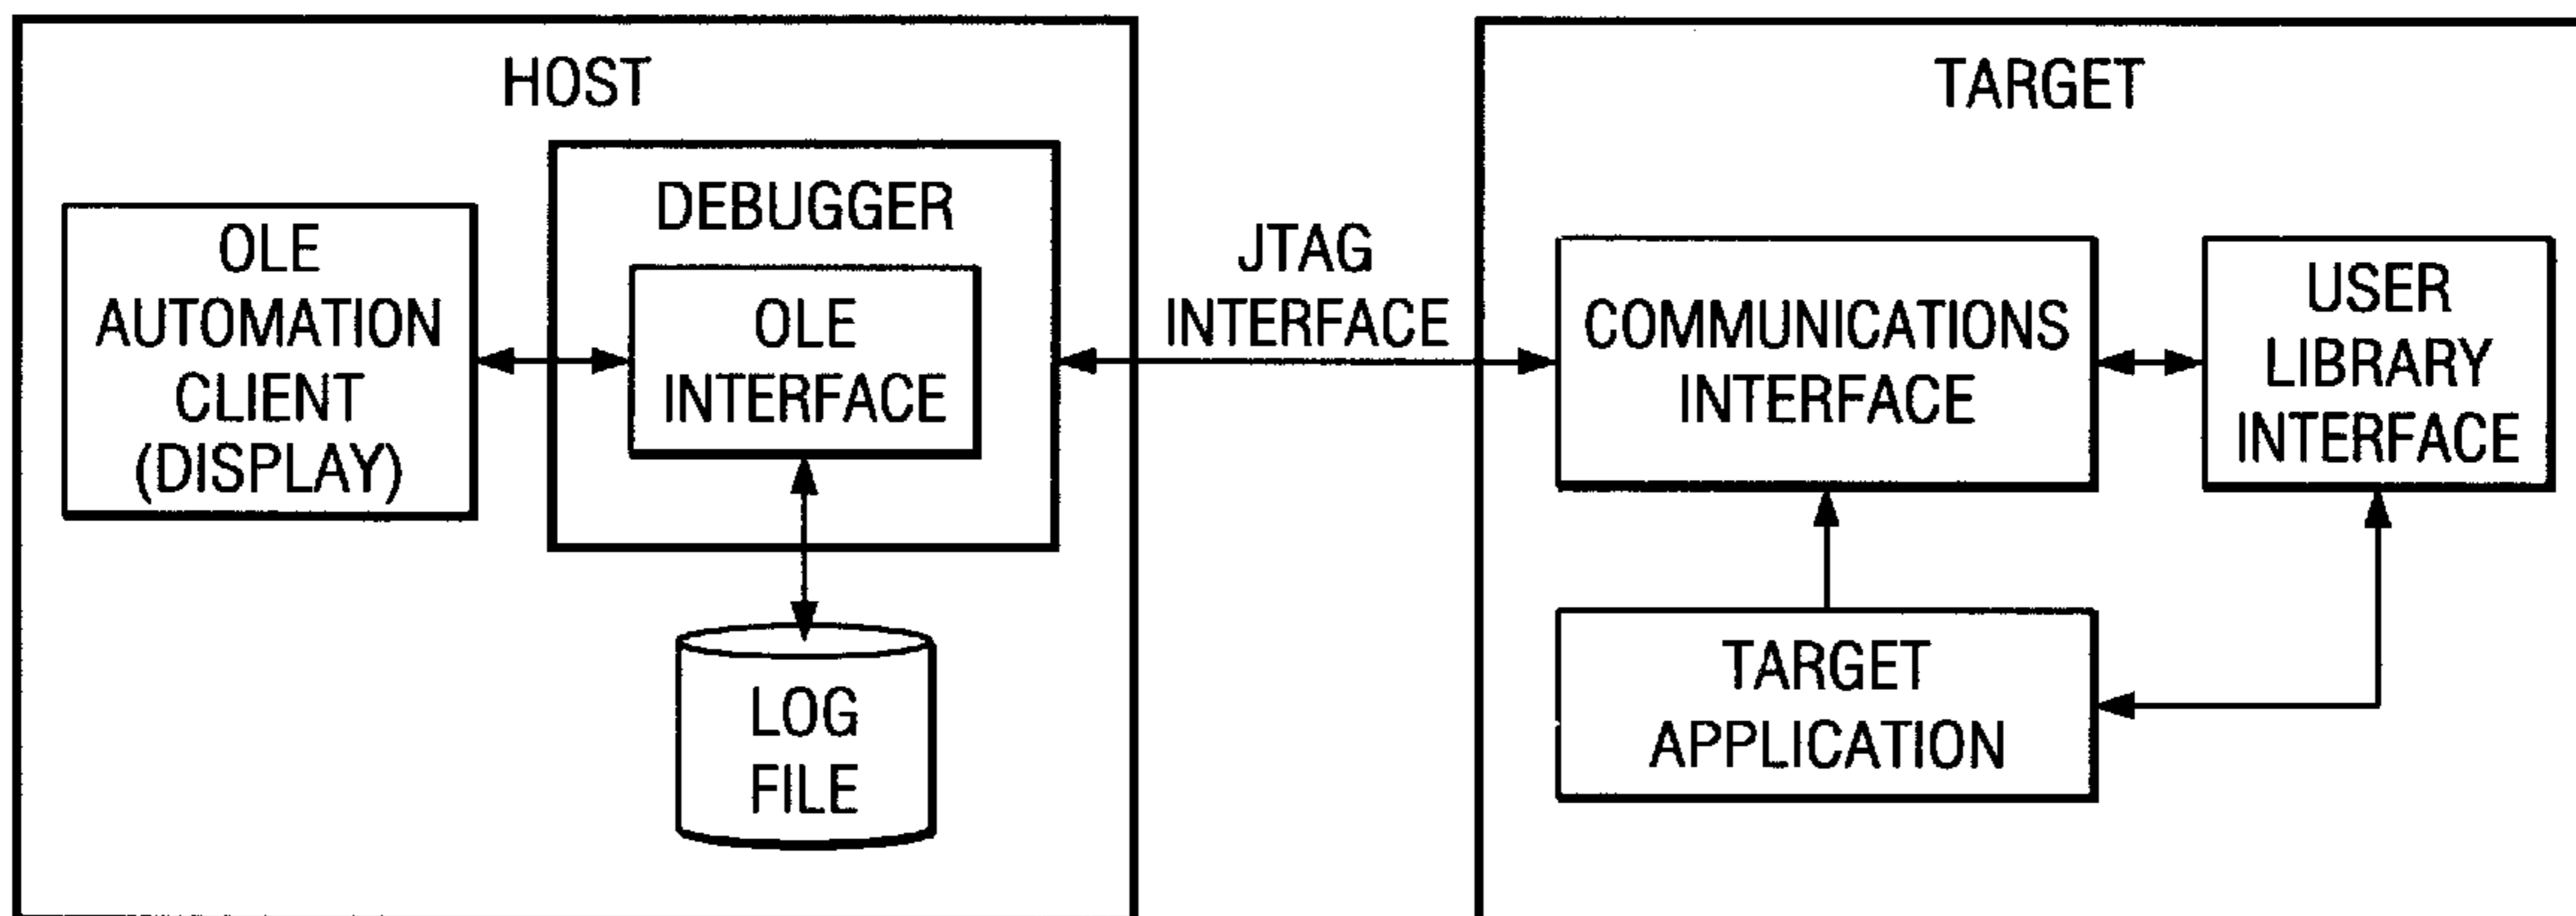 HOST
DEBUGGER
OLE
AUTOMATION
CLIENT
(DISPLAY)
OLE
INTERFACE
LOG
FILE
JTAG
INTERFACE
TARGET
COMMUNICATIONS
INTERFACE
USER
LIBRARY
INTERFACE
TARGET
APPLICATION